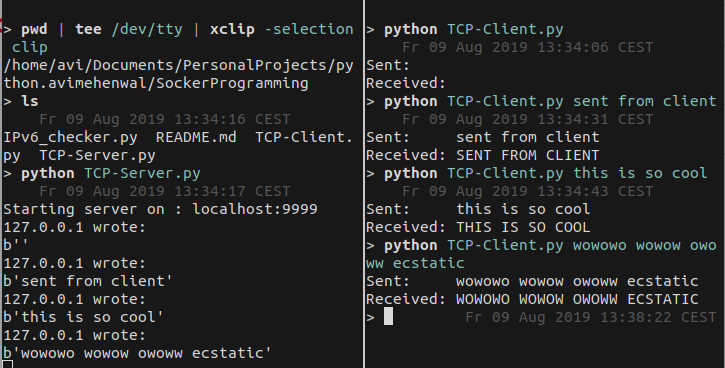 > pwd | tee /dev/tty | xclip -selection
 clip
/home/avi/Documents/PersonalProjects/py
thon.avimehenwal/SockerProgramming
> ls
Fr 09 Aug 2019 13:34:16 CEST
IPv6_checker.py  README.md  TCP-Client.
py  TCP-Server.py
> python TCP-Server.py
Fr 09 Aug 2019 13:34:17 CEST
Starting server on : localhost:9999
127.0.0.1 wrote:
b''
127.0.0.1 wrote:
b'sent from client'
127.0.0.1 wrote:
b'this is so cool'
127.0.0.1 wrote:
b'wowowo wowow owoww ecstatic'
> python TCP-Client.py
Fr 09 Aug 2019 13:34:06 CEST
Sent:
Received:
> python TCP-Client.py sent from client
Fr 09 Aug 2019 13:34:31 CEST
Sent:     sent from client
Received: SENT FROM CLIENT
> python TCP-Client.py this is so cool
Fr 09 Aug 2019 13:34:43 CEST
Sent:     this is so cool
Received: THIS IS SO COOL
> python TCP-Client.py wowowo wowow owo
ww ecstatic
Sent:     wowowo wowow owoww ecstatic
Received: WOWOWO WOWOW OWOWW ECSTATIC
> Fr 09 Aug 2019 13:38:22 CEST